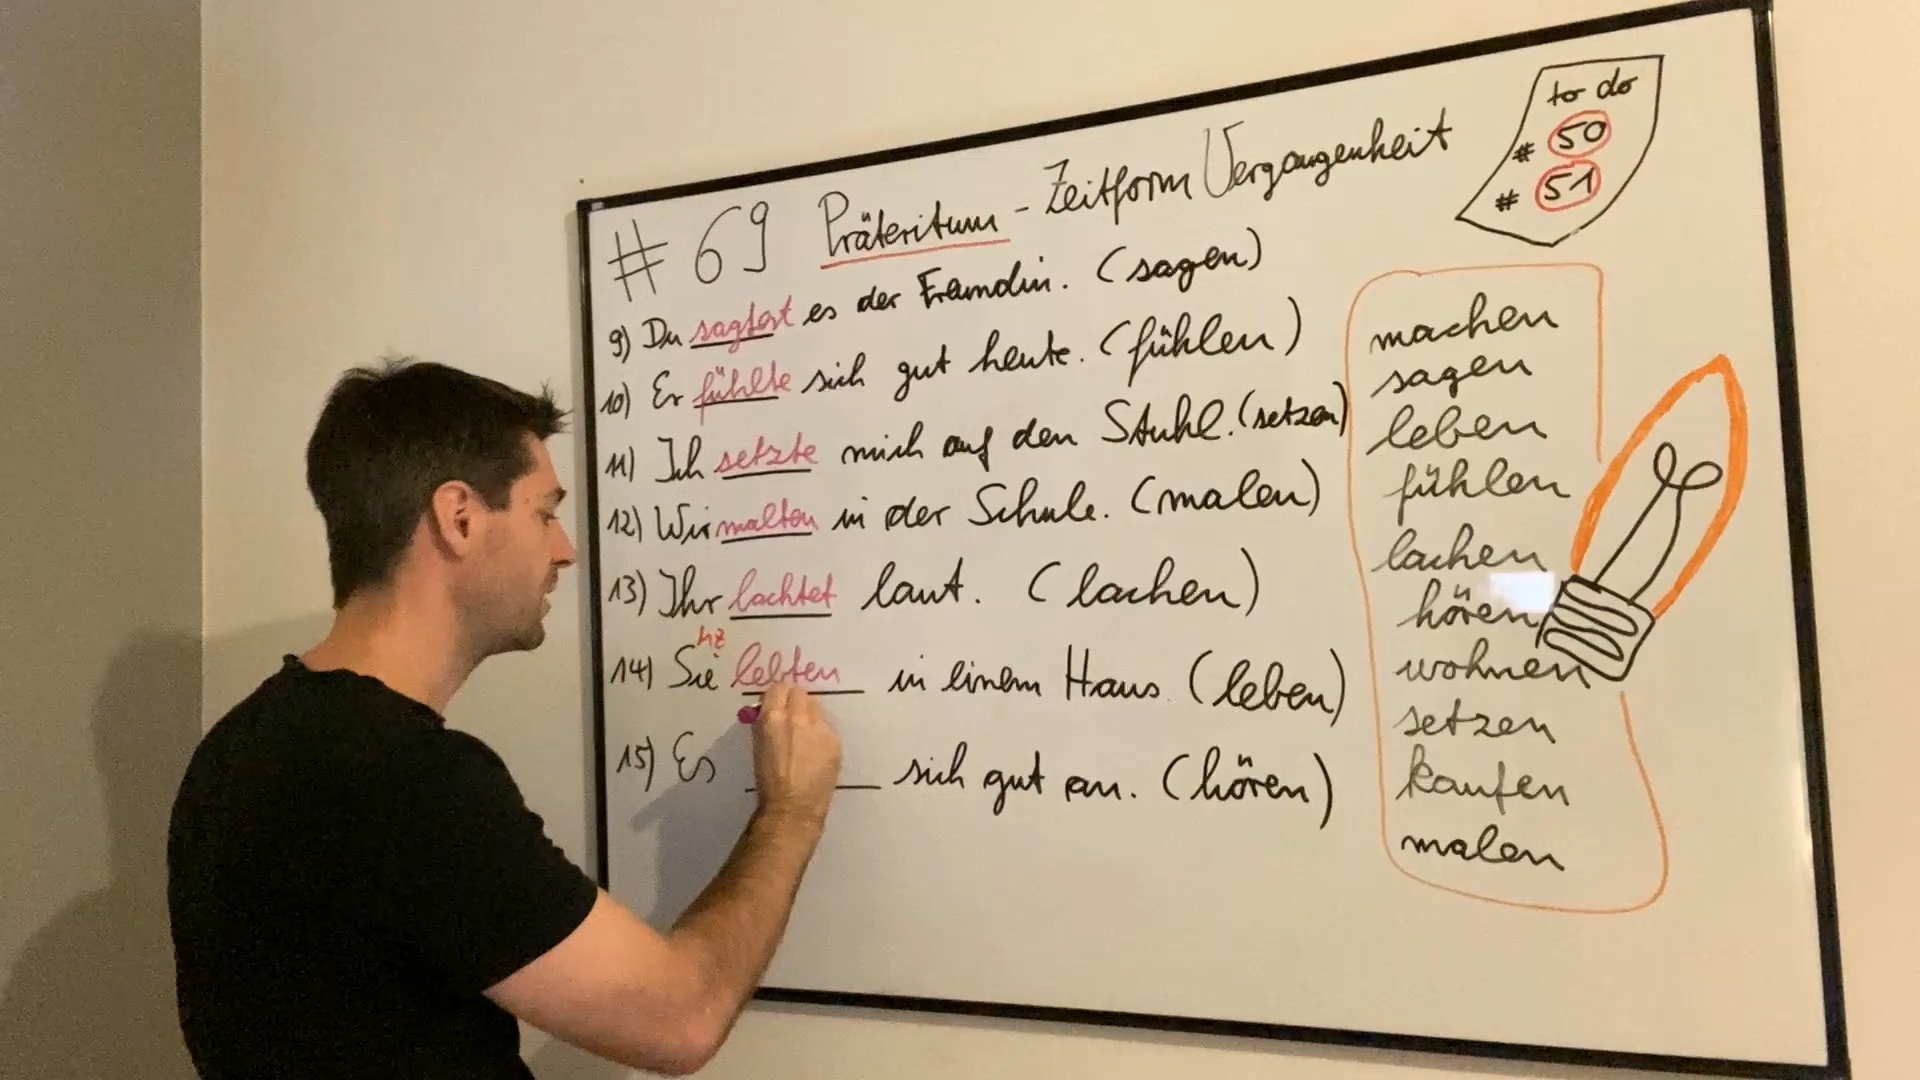 # 69 Präteritum - Zeitform Vergangenheit
to do
# 50
# 51
9) Du sagtest es der Freundin. (sagen)
10) Er fühlte sich gut heute. (fühlen)
11) Ich setzte mich auf den Stuhl. (setzen)
12) Wir malten in der Schule. (malen)
13) Ihr lachtet laut. (lachen)
14) Sie lebten in einem Haus. (leben)
15) Es ____ sich gut an. (hören)
machen
sagen
leben
fühlen
lachen
hören
wohnen
setzen
kaufen
malen